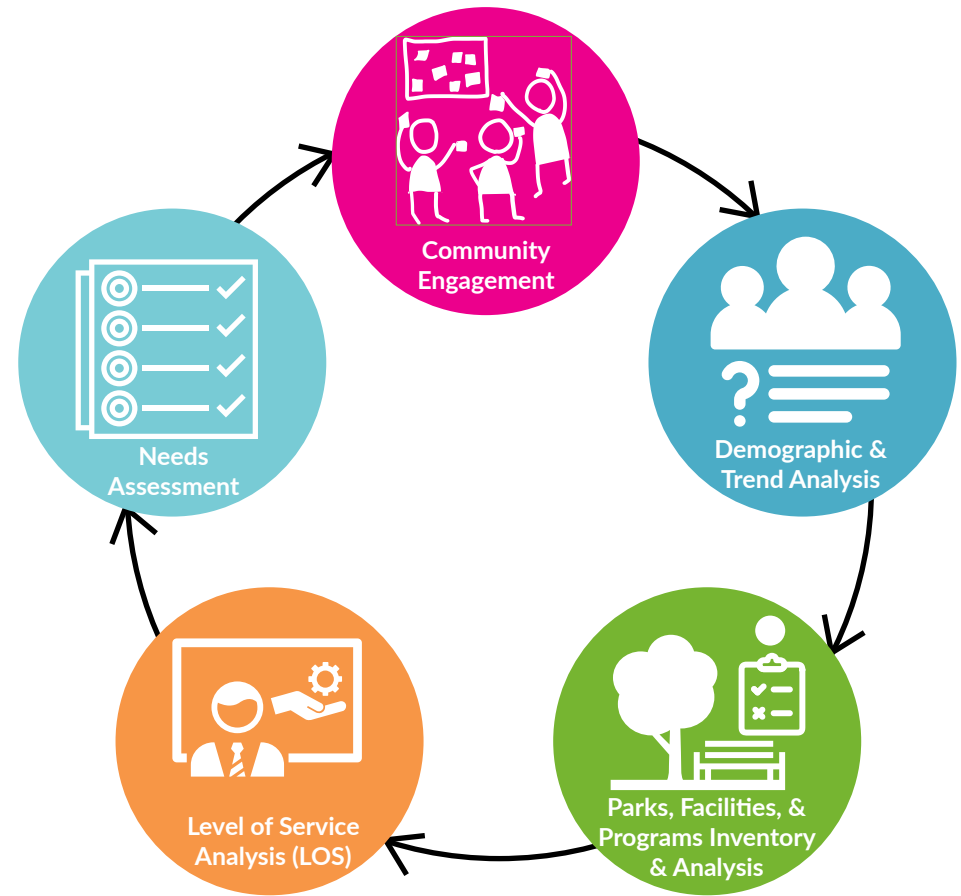 Community
Engagement
Demographic &
Trend Analysis
Parks, Facilities, &
Programs Inventory
& Analysis
Level of Service
Analysis (LOS)
Needs
Assessment